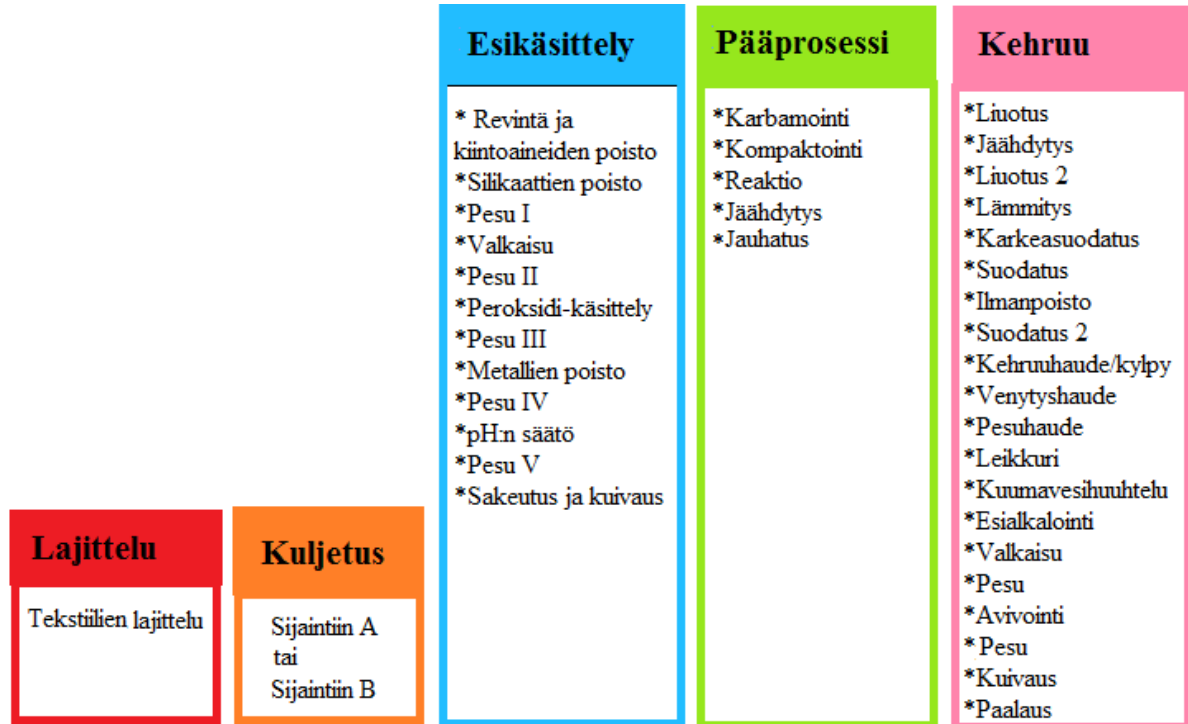 Lajittelu
Tekstiilien lajittelu
Kuljetus
Sijaintiin A
tai
Sijaintiin B
Esikäsittely
* Revintä ja
kiintoaineiden poisto
*Silikaattien poisto
*Pesu I
*Valkaisu
*Pesu II
*Peroksidi-käsittely
*Pesu III
*Metallien poisto
*Pesu IV
*pH:n säätö
*Pesu V
*Sakeutus ja kuivaus
Pääprosessi
*Karbamointi
*Kompaktointi
*Reaktio
*Jäähdytys
*Jauhatus
Kehruu
*Liuotus
*Jäähdytys
*Liuotus 2
*Lämmitys
*Karkeasuodatus
*Suodatus
*Ilmanpoisto
*Suodatus 2
*Kehruuhaude/kylpy
*Venytyshaude
*Pesuhaude
*Leikkuri
*Kuumavesihuuhtelu
*Esialkalointi
*Valkaisu
*Pesu
*Avivointi
*Pesu
*Kuivaus
*Paalaus